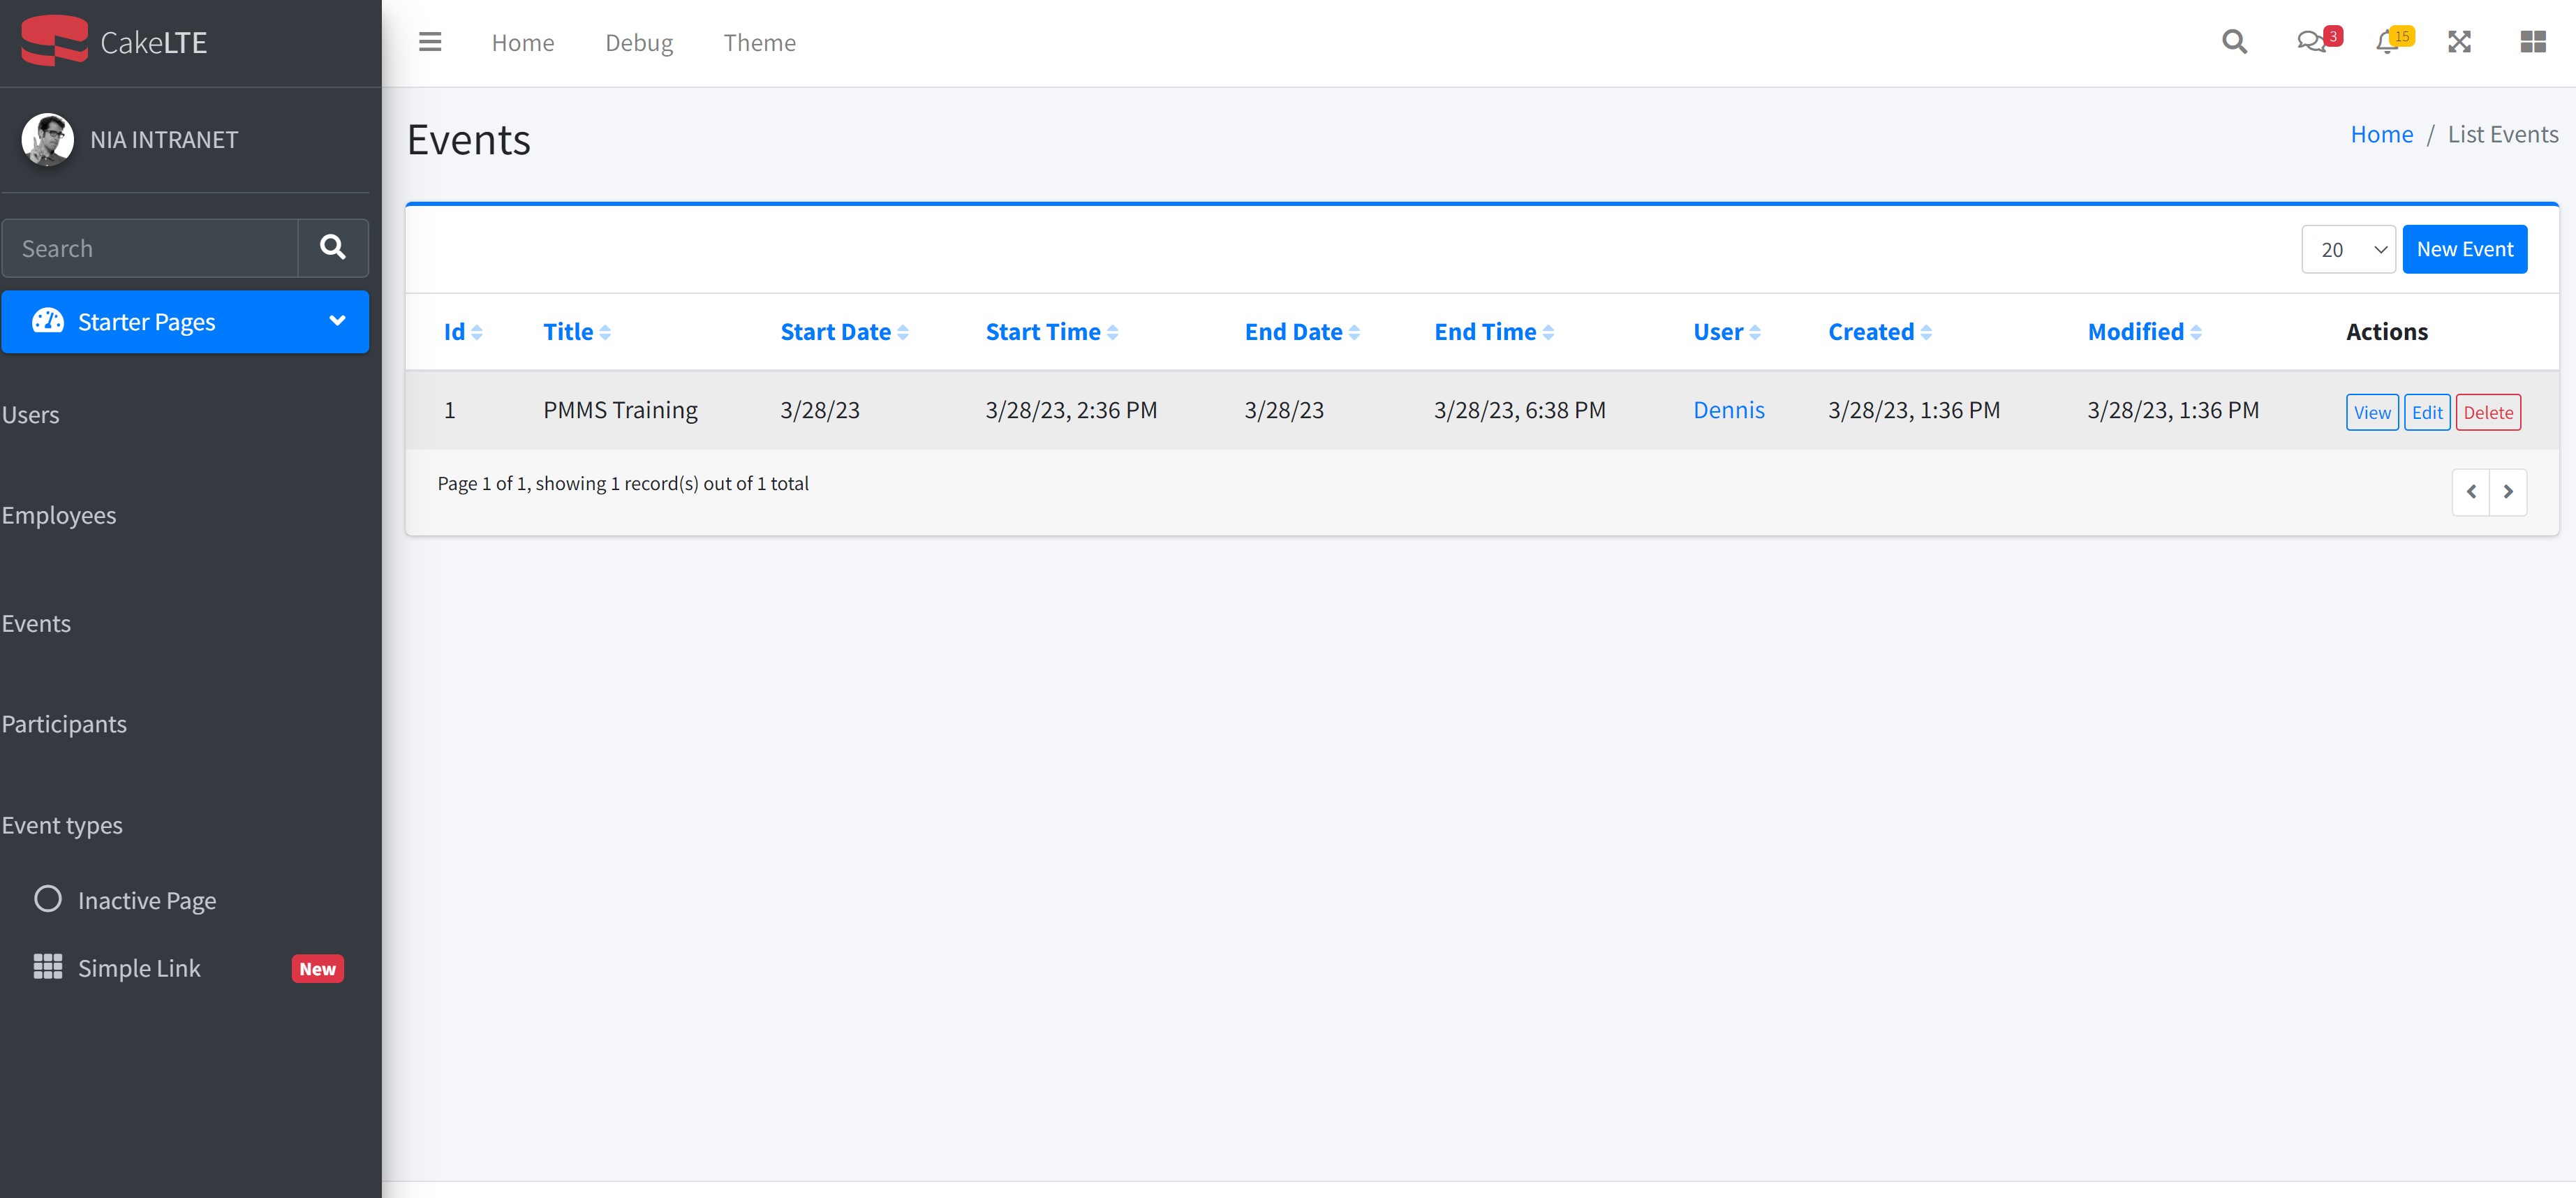 CakeLTE
Home Debug Theme
3
15
NIA INTRANET
Search
Starter Pages
Users
Employees
Events
Participants
Event types
Inactive Page
Simple Link New
Events
Home / List Events
20 New Event
Id Title Start Date Start Time End Date End Time User Created Modified Actions
1 PMMS Training 3/28/23 3/28/23, 2:36 PM 3/28/23 3/28/23, 6:38 PM Dennis 3/28/23, 1:36 PM 3/28/23, 1:36 PM View Edit Delete
Page 1 of 1, showing 1 record(s) out of 1 total